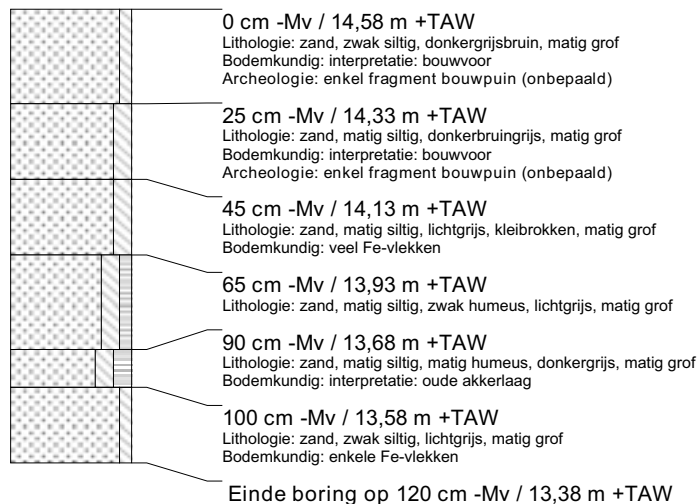 0 cm -Mv / 14,58 m +TAW
Lithologie: zand, zwak siltig, donkergrijsbruin, matig grof
Bodemkundig: interpretatie: bouwvoor
Archeologie: enkel fragment bouwpuin (onbepaald)
25 cm -Mv / 14,33 m +TAW
Lithologie: zand, matig siltig, donkerbruingrijs, matig grof
Bodemkundig: interpretatie: bouwvoor
Archeologie: enkel fragment bouwpuin (onbepaald)
45 cm -Mv / 14,13 m +TAW
Lithologie: zand, matig siltig, lichtgrijs, kleibrokken, matig grof
Bodemkundig: veel Fe-vlekken
65 cm -Mv / 13,93 m +TAW
Lithologie: zand, matig siltig, zwak humeus, lichtgrijs, matig grof
90 cm -Mv / 13,68 m +TAW
Lithologie: zand, matig siltig, matig humeus, donkergrijs, matig grof
Bodemkundig: interpretatie: oude akkerlaag
100 cm -Mv / 13,58 m +TAW
Lithologie: zand, zwak siltig, lichtgrijs, matig grof
Bodemkundig: enkele Fe-vlekken
Einde boring op 120 cm -Mv / 13,38 m +TAW